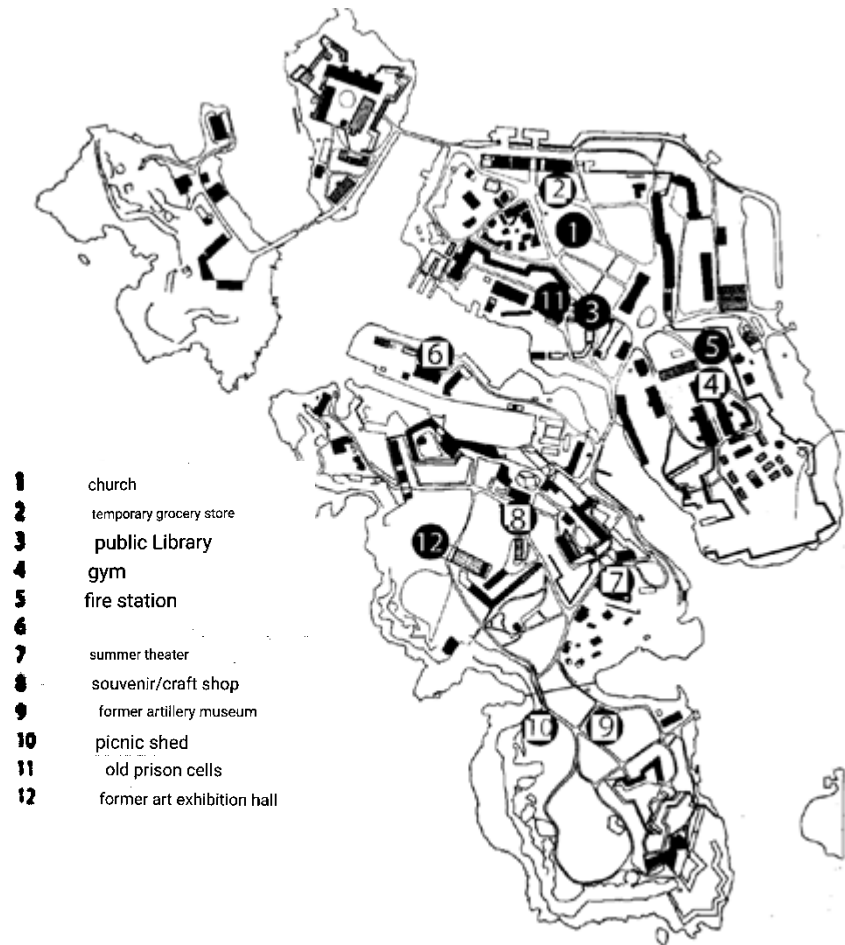 2
1
11
3
6
5
4
8
12
7
10
9
1 church
2 temporary grocery store
3 public Library
4 gym
5 fire station
6
7 summer theater
8 souvenir/craft shop
9 former artillery museum
10 picnic shed
11 old prison cells
12 former art exhibition hall